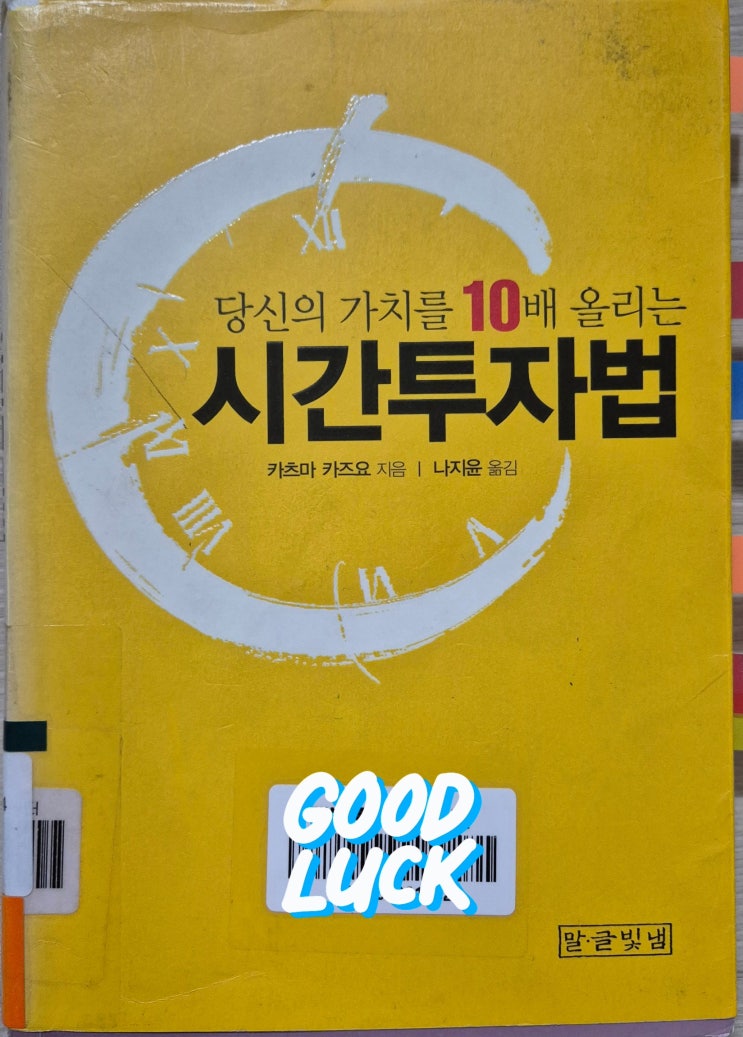 XII
당신의 가치를 10배 올리는
시간투자법
카츠마 카즈요 지음 | 나지윤 옮김
VIII
GOOD
LUCK
말·글빛냄